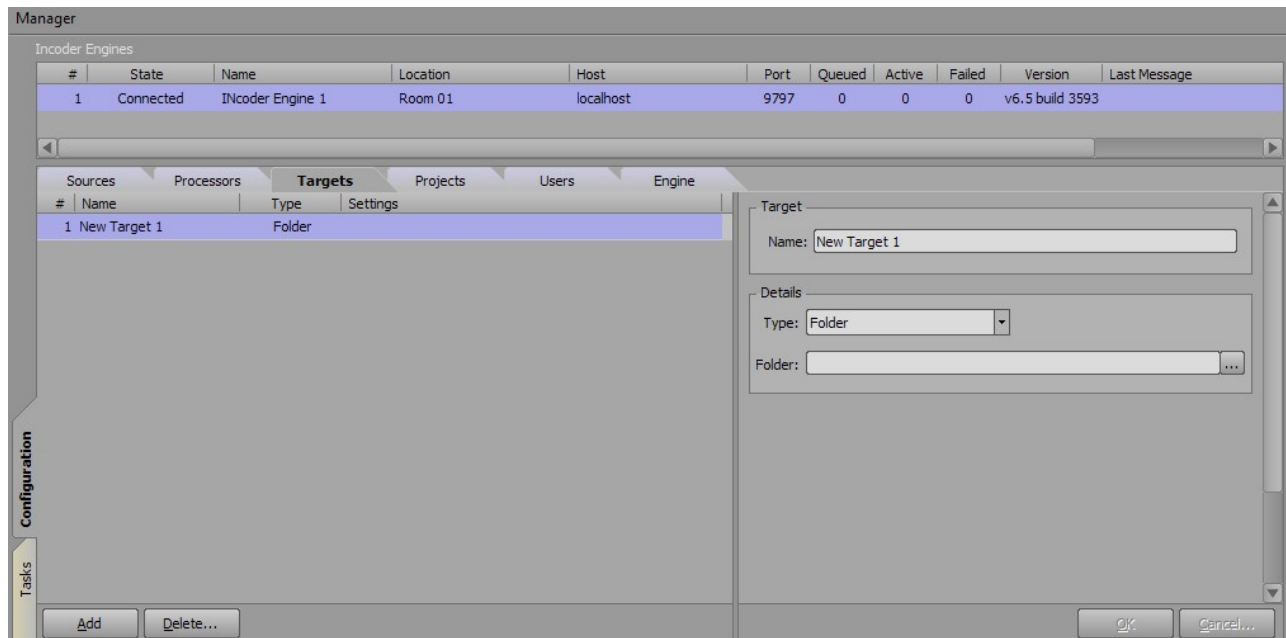 Manager
Incoder Engines
# State Name Location Host Port Queued Active Failed Version Last Message
1 Connected INcoder Engine 1 Room 01 localhost 9797 0 0 0 v6.5 build 3593
Sources Processors Targets Projects Users Engine
# Name Type Settings
1 New Target 1 Folder
Target
Name: New Target 1
Details
Type: Folder
Folder: ...
Configuration
Tasks
Add Delete... OK Cancel...